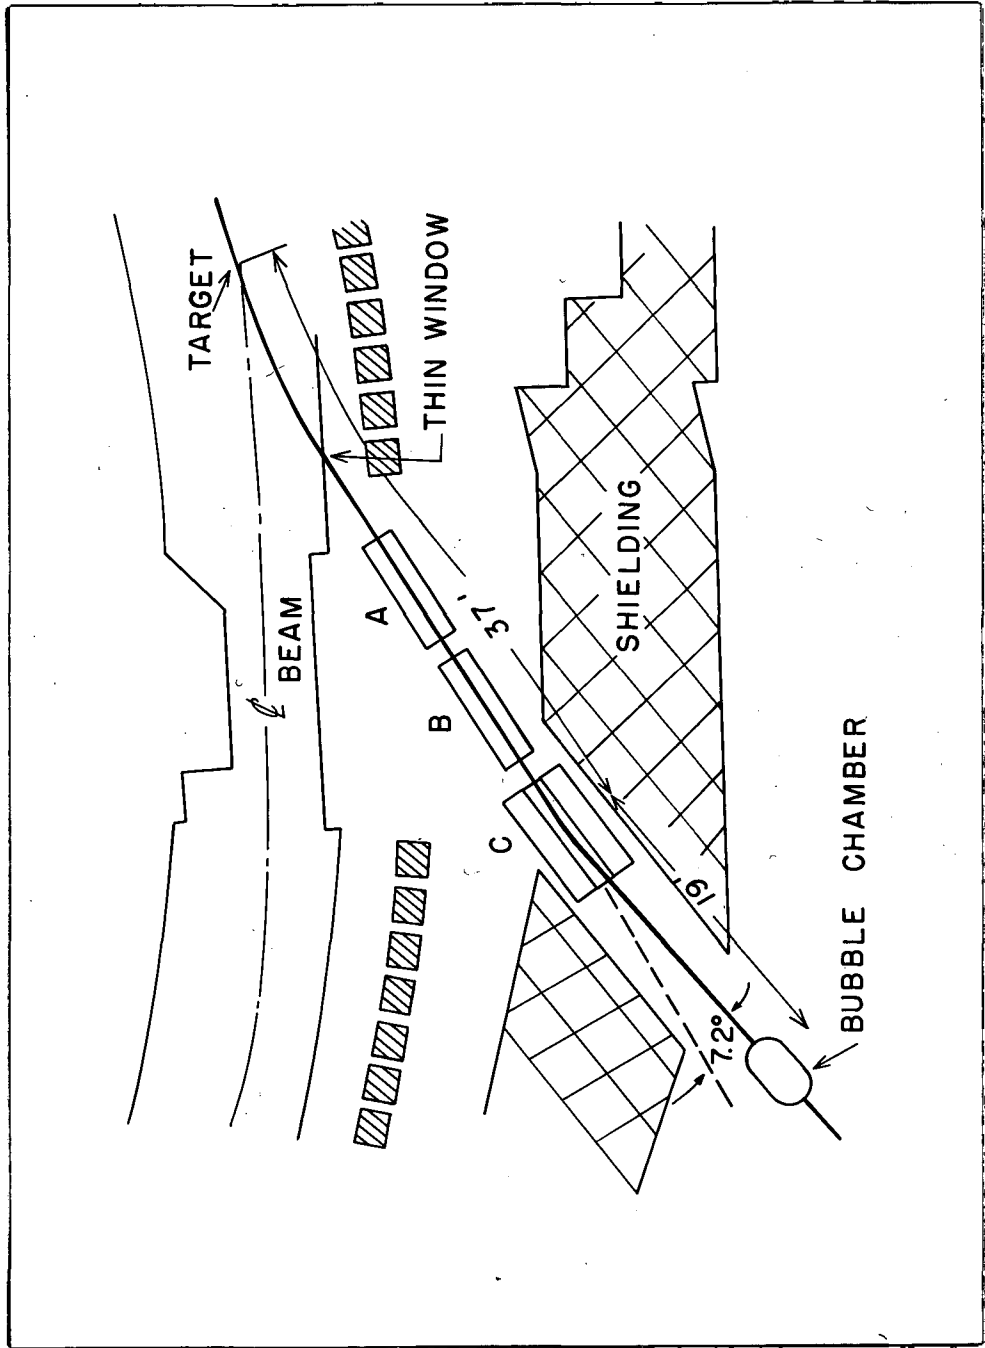 TARGET
THIN WINDOW
BEAM
A
B
C
37'
SHIELDING
19'
7.2°
BUBBLE CHAMBER